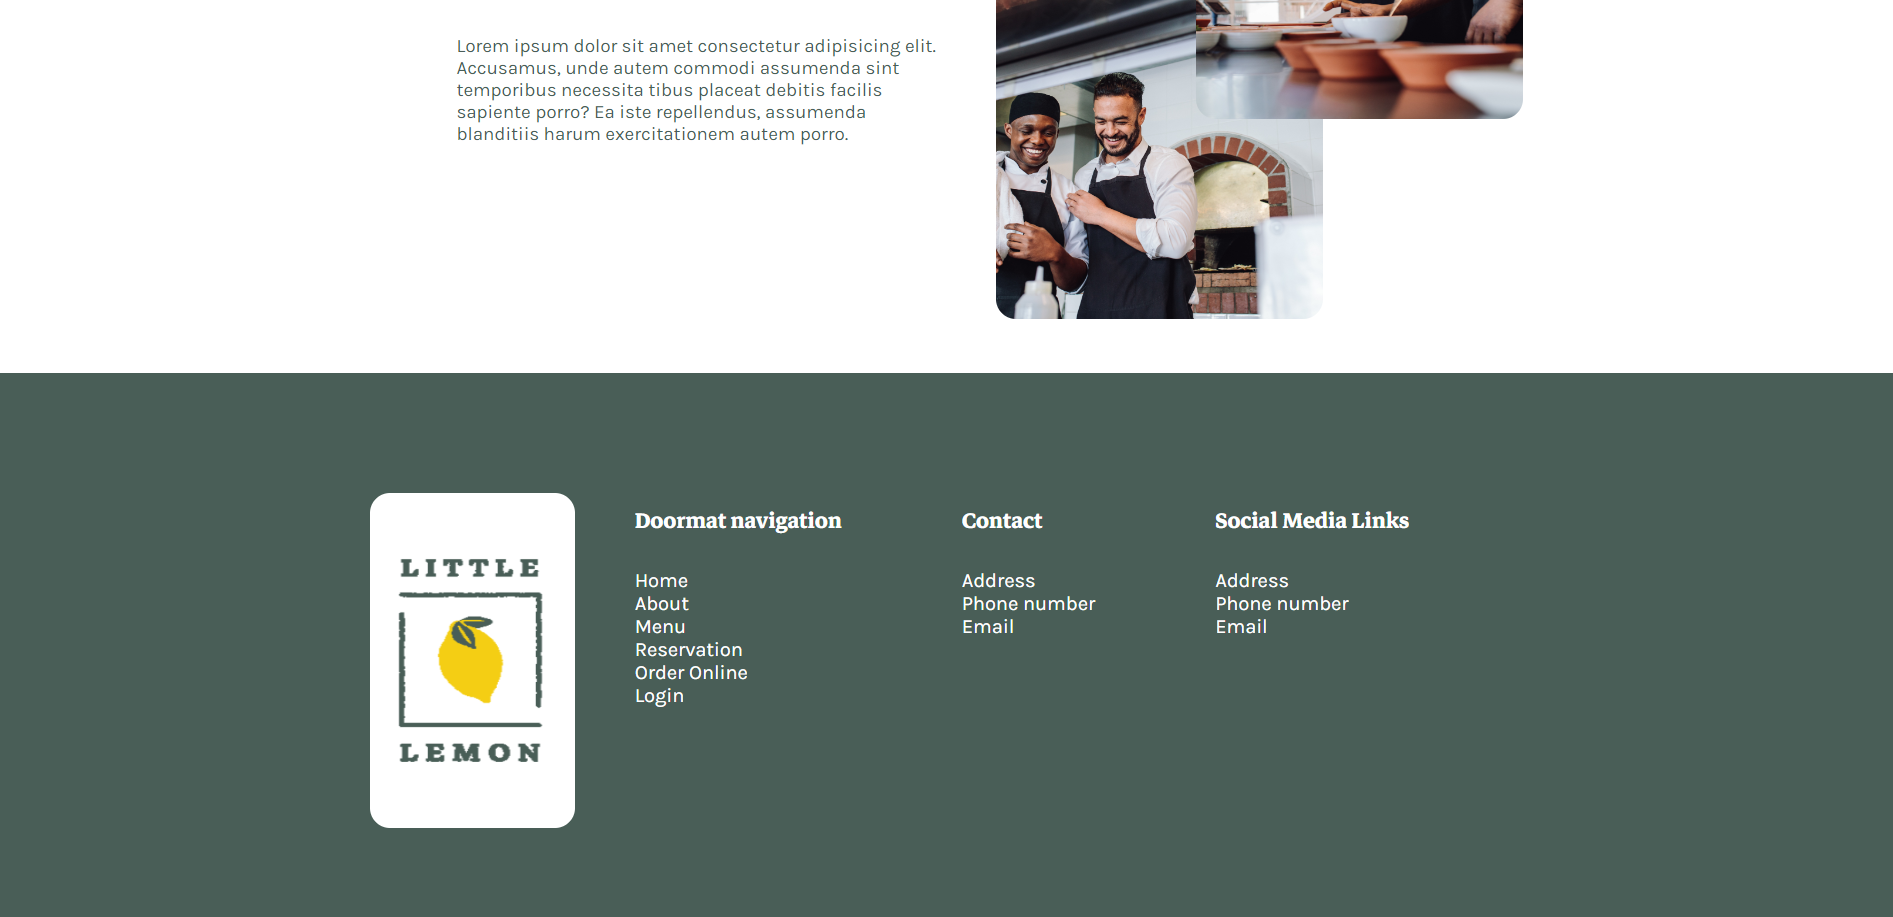 Lorem ipsum dolor sit amet consectetur adipisicing elit.
Accusamus, unde autem commodi assumenda sint
temporibus necessita tibus placeat debitis facilis
sapiente porro? Ea iste repellendus, assumenda
blanditiis harum exercitationem autem porro.
LITTLE
LEMON
Doormat navigation
Home
About
Menu
Reservation
Order Online
Login
Contact
Address
Phone number
Email
Social Media Links
Address
Phone number
Email